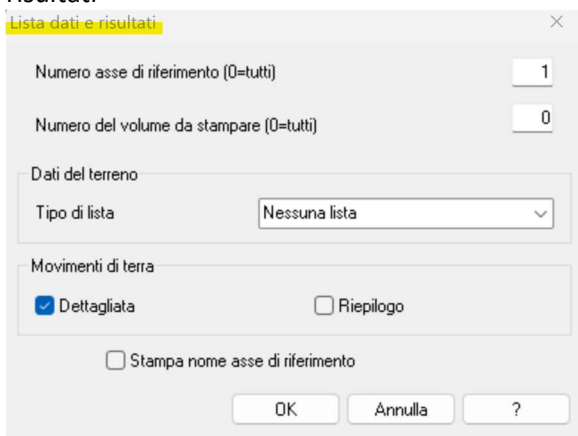 Lista dati e risultati
Numero asse di riferimento (0=tutti) 1
Numero del volume da stampare (0=tutti) 0
Dati del terreno
Tipo di lista Nessuna lista
Movimenti di terra
Dettagliata Riepilogo
Stampa nome asse di riferimento
OK Annulla ?